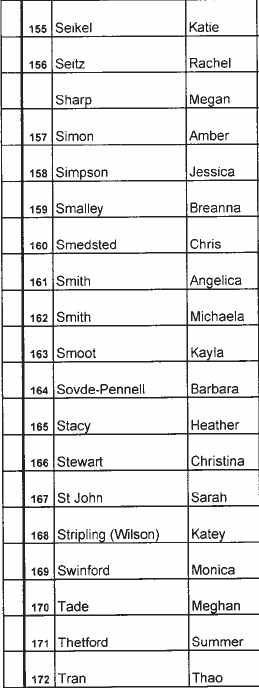 155 Seikel Katie
156 Seitz Rachel
Sharp Megan
157 Simon Amber
158 Simpson Jessica
159 Smalley Breanna
160 Smedsted Chris
161 Smith Angelica
162 Smith Michaela
163 Smoot Kayla
164 Sovde-Pennell Barbara
165 Stacy Heather
166 Stewart Christina
167 St John Sarah
168 Stripling (Wilson) Katey
169 Swinford Monica
170 Tade Meghan
171 Thetford Summer
172 Tran Thao